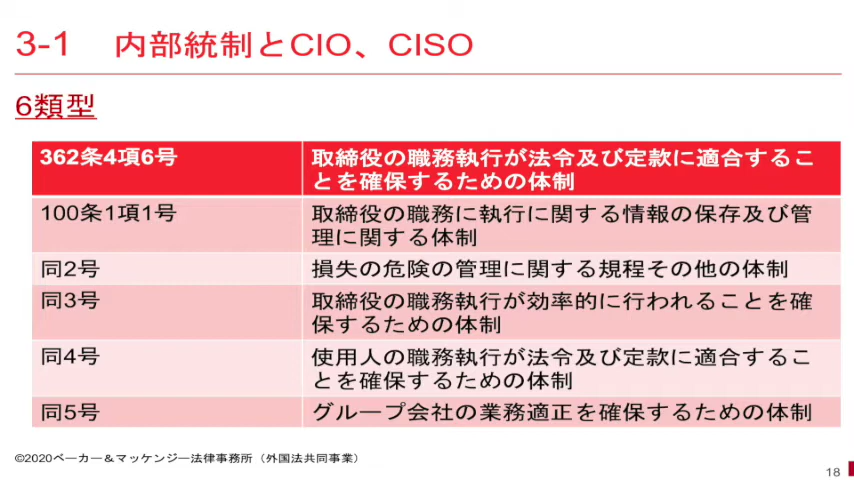 3-1 内部統制とCIO、CISO
6類型
362条4項6号
取締役の職務執行が法令及び定款に適合するこ
とを確保するための体制
100条1項1号
取締役の職務に執行に関する情報の保存及び管
理に関する体制
同2号
損失の危険の管理に関する規程その他の体制
同3号
取締役の職務執行が効率的に行われることを確
保するための体制
同4号
使用人の職務執行が法令及び定款に適合するこ
とを確保するための体制
同5号
グループ会社の業務適正を確保するための体制
©2020ベーカー＆マッケンジー法律事務所（外国法共同事業）
18